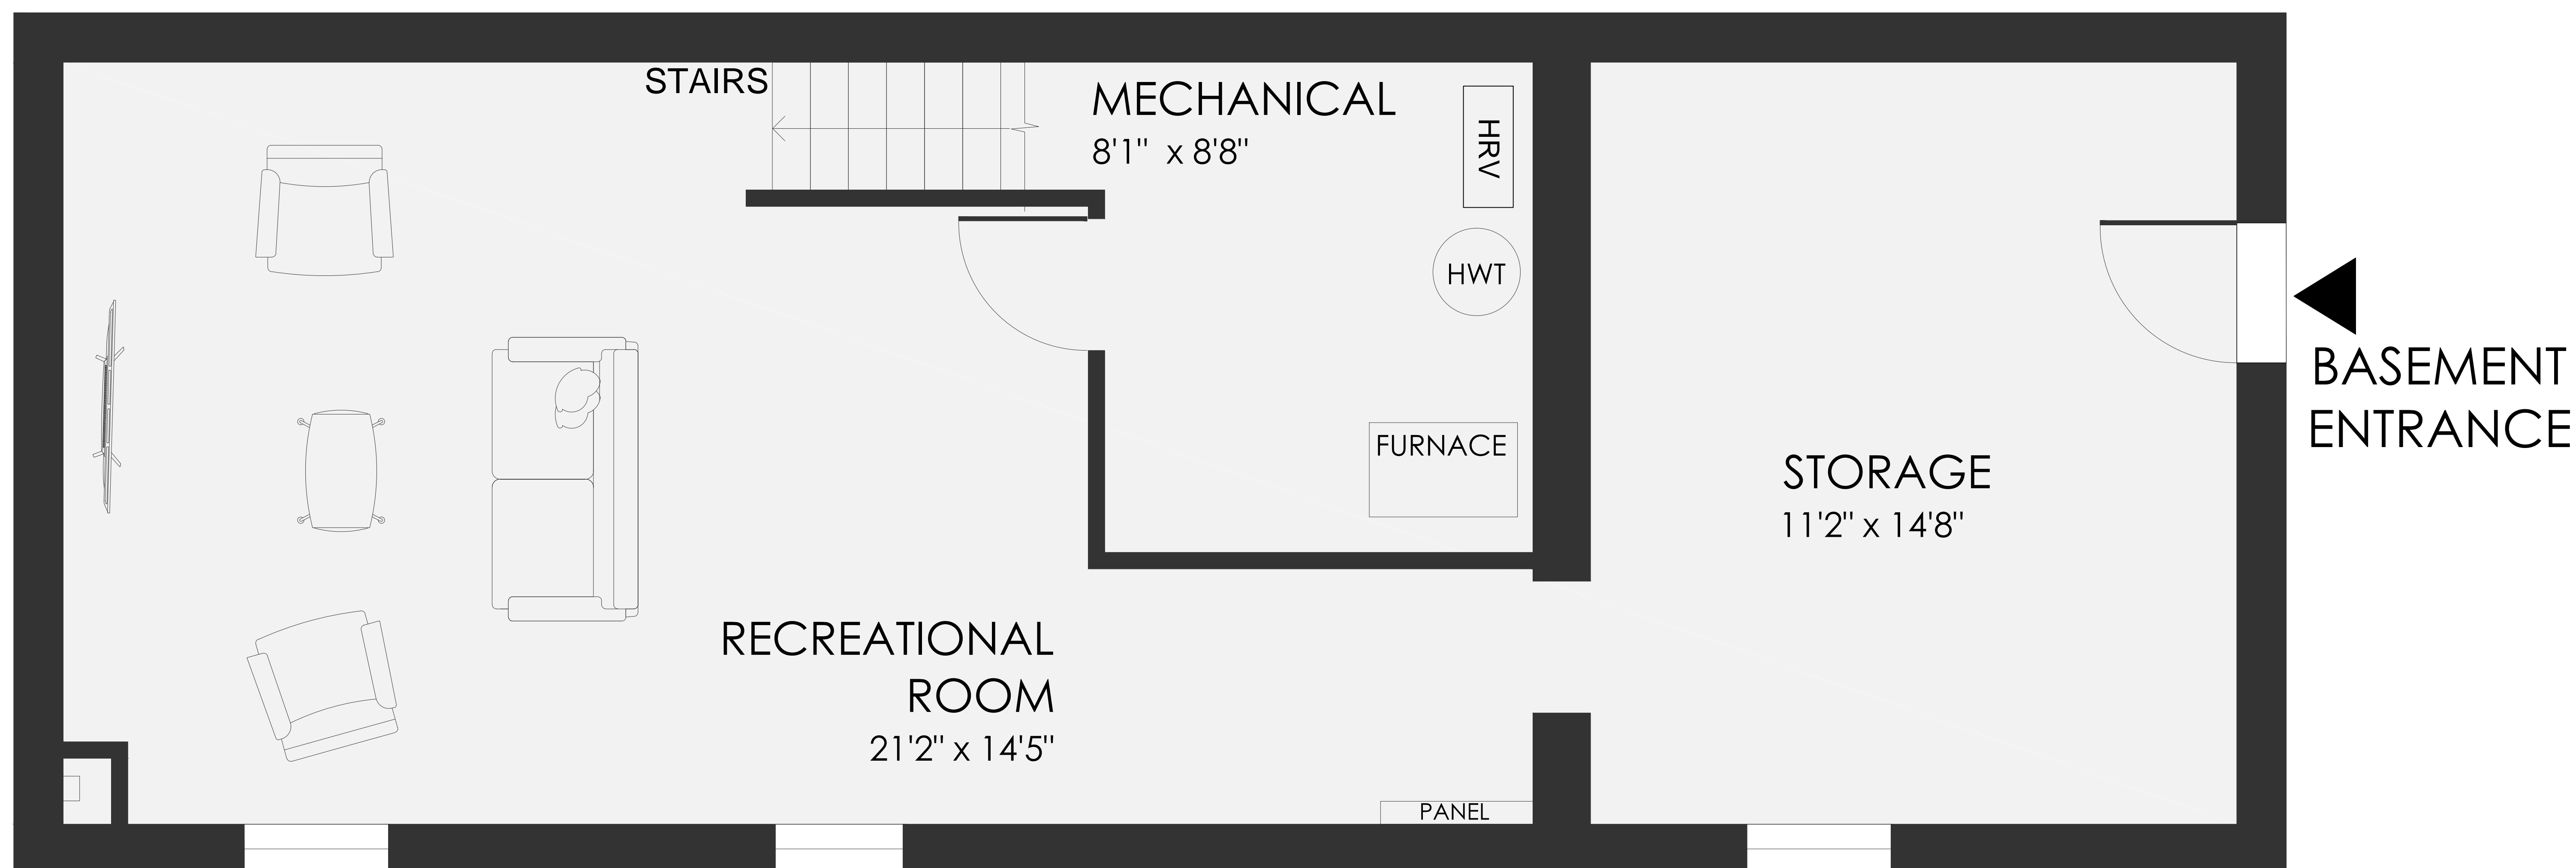 STAIRS
MECHANICAL
8'1" x 8'8"
HRV
HWT
FURNACE
BASEMENT
ENTRANCE
STORAGE
11'2" x 14'8"
RECREATIONAL
ROOM
21'2" x 14'5"
PANEL